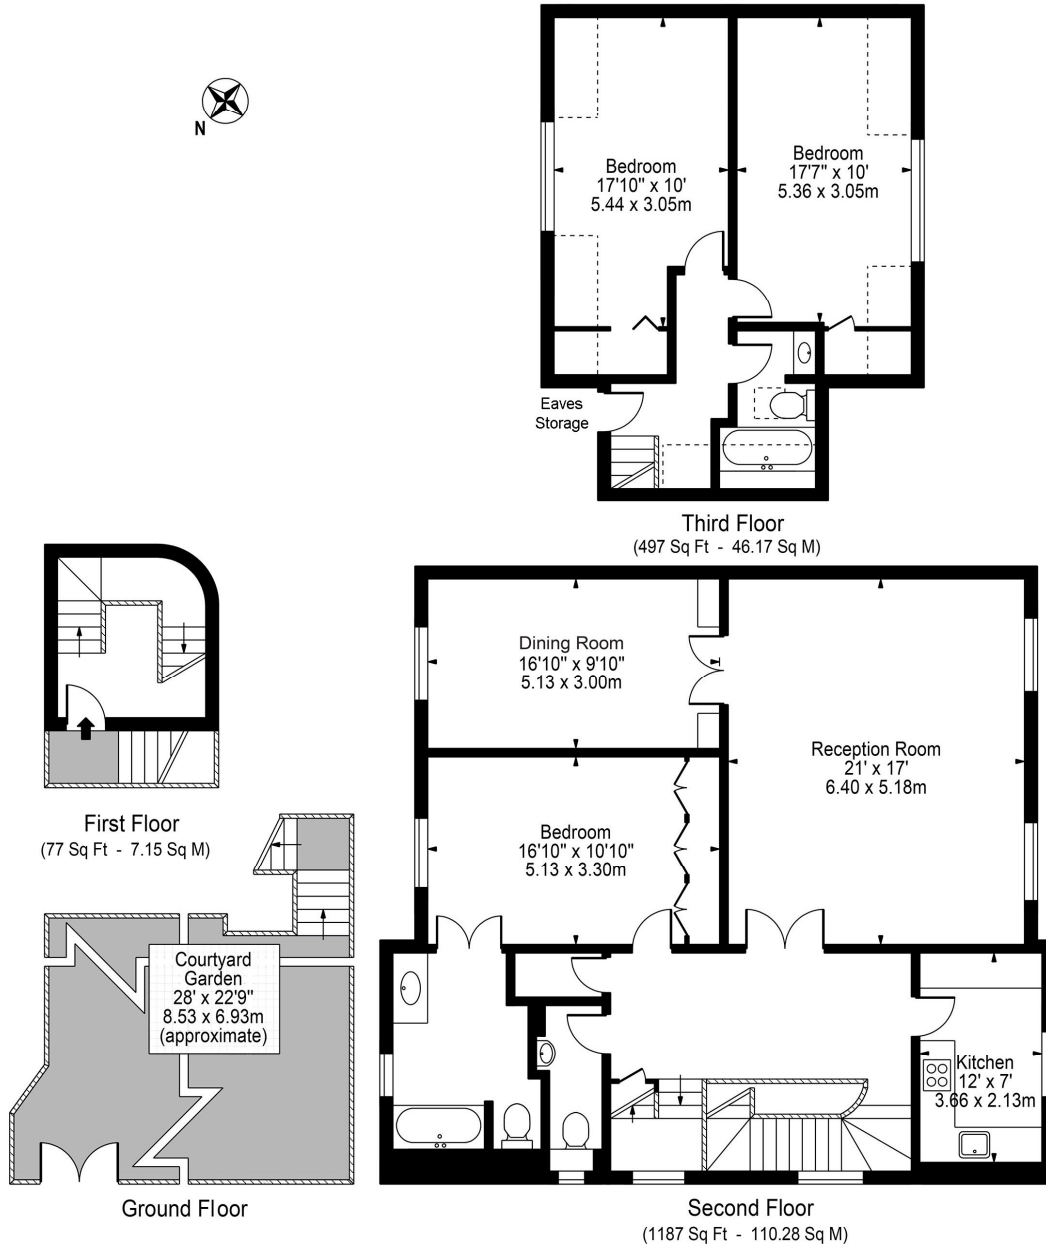 N
Bedroom
17'10" x 10'
5.44 x 3.05m
Bedroom
17'7" x 10'
5.36 x 3.05m
Eaves
Storage
Third Floor
(497 Sq Ft - 46.17 Sq M)
First Floor
(77 Sq Ft - 7.15 Sq M)
Dining Room
16'10" x 9'10"
5.13 x 3.00m
Reception Room
21' x 17'
6.40 x 5.18m
Bedroom
16'10" x 10'10"
5.13 x 3.30m
Courtyard
Garden
28' x 22'9"
8.53 x 6.93m
(approximate)
Kitchen
12' x 7'
3.66 x 2.13m
Ground Floor
Second Floor
(1187 Sq Ft - 110.28 Sq M)